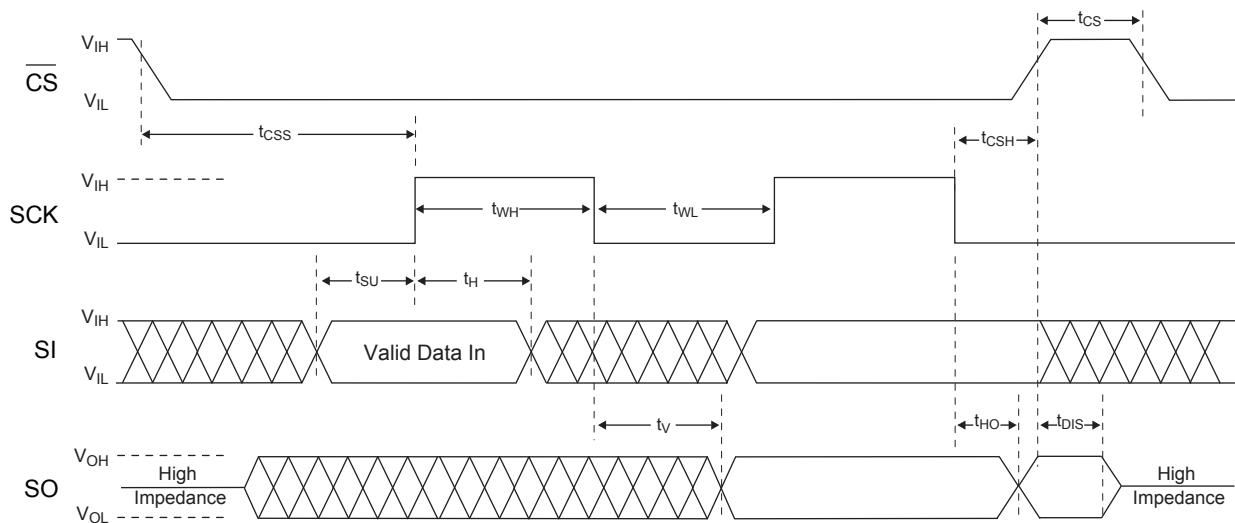 tCS
VIH
CS
VIL
tCSS
tCSH
VIH
SCK
tWH
tWL
VIL
tSU
tH
VIH
SI
Valid Data In
VIL
tV
tHO
tDIS
VOH
SO
High
Impedance
High
Impedance
VOL